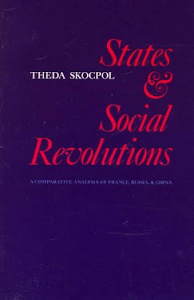 States
THEDA SKOCPOL
&
Social
Revolutions
A COMPARATIVE ANALYSIS OF FRANCE, RUSSIA, & CHINA